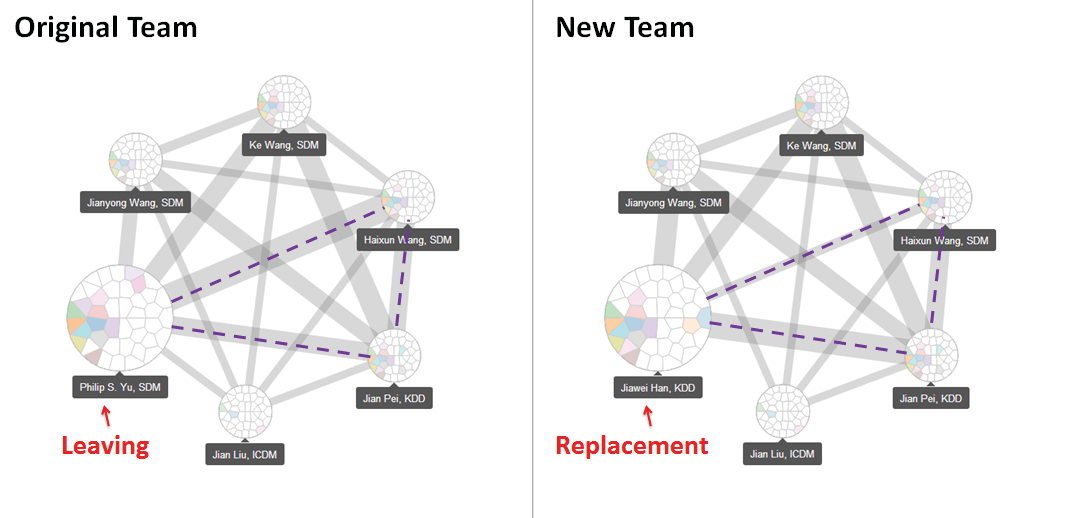 Original Team
Ke Wang, SDM
Jianyong Wang, SDM
Haixun Wang, SDM
Philip S. Yu, SDM
Jian Pei, KDD
Leaving
Jian Liu, ICDM
New Team
Ke Wang, SDM
Jianyong Wang, SDM
Haixun Wang, SDM
Jiawei Han, KDD
Jian Pei, KDD
Replacement
Jian Liu, ICDM